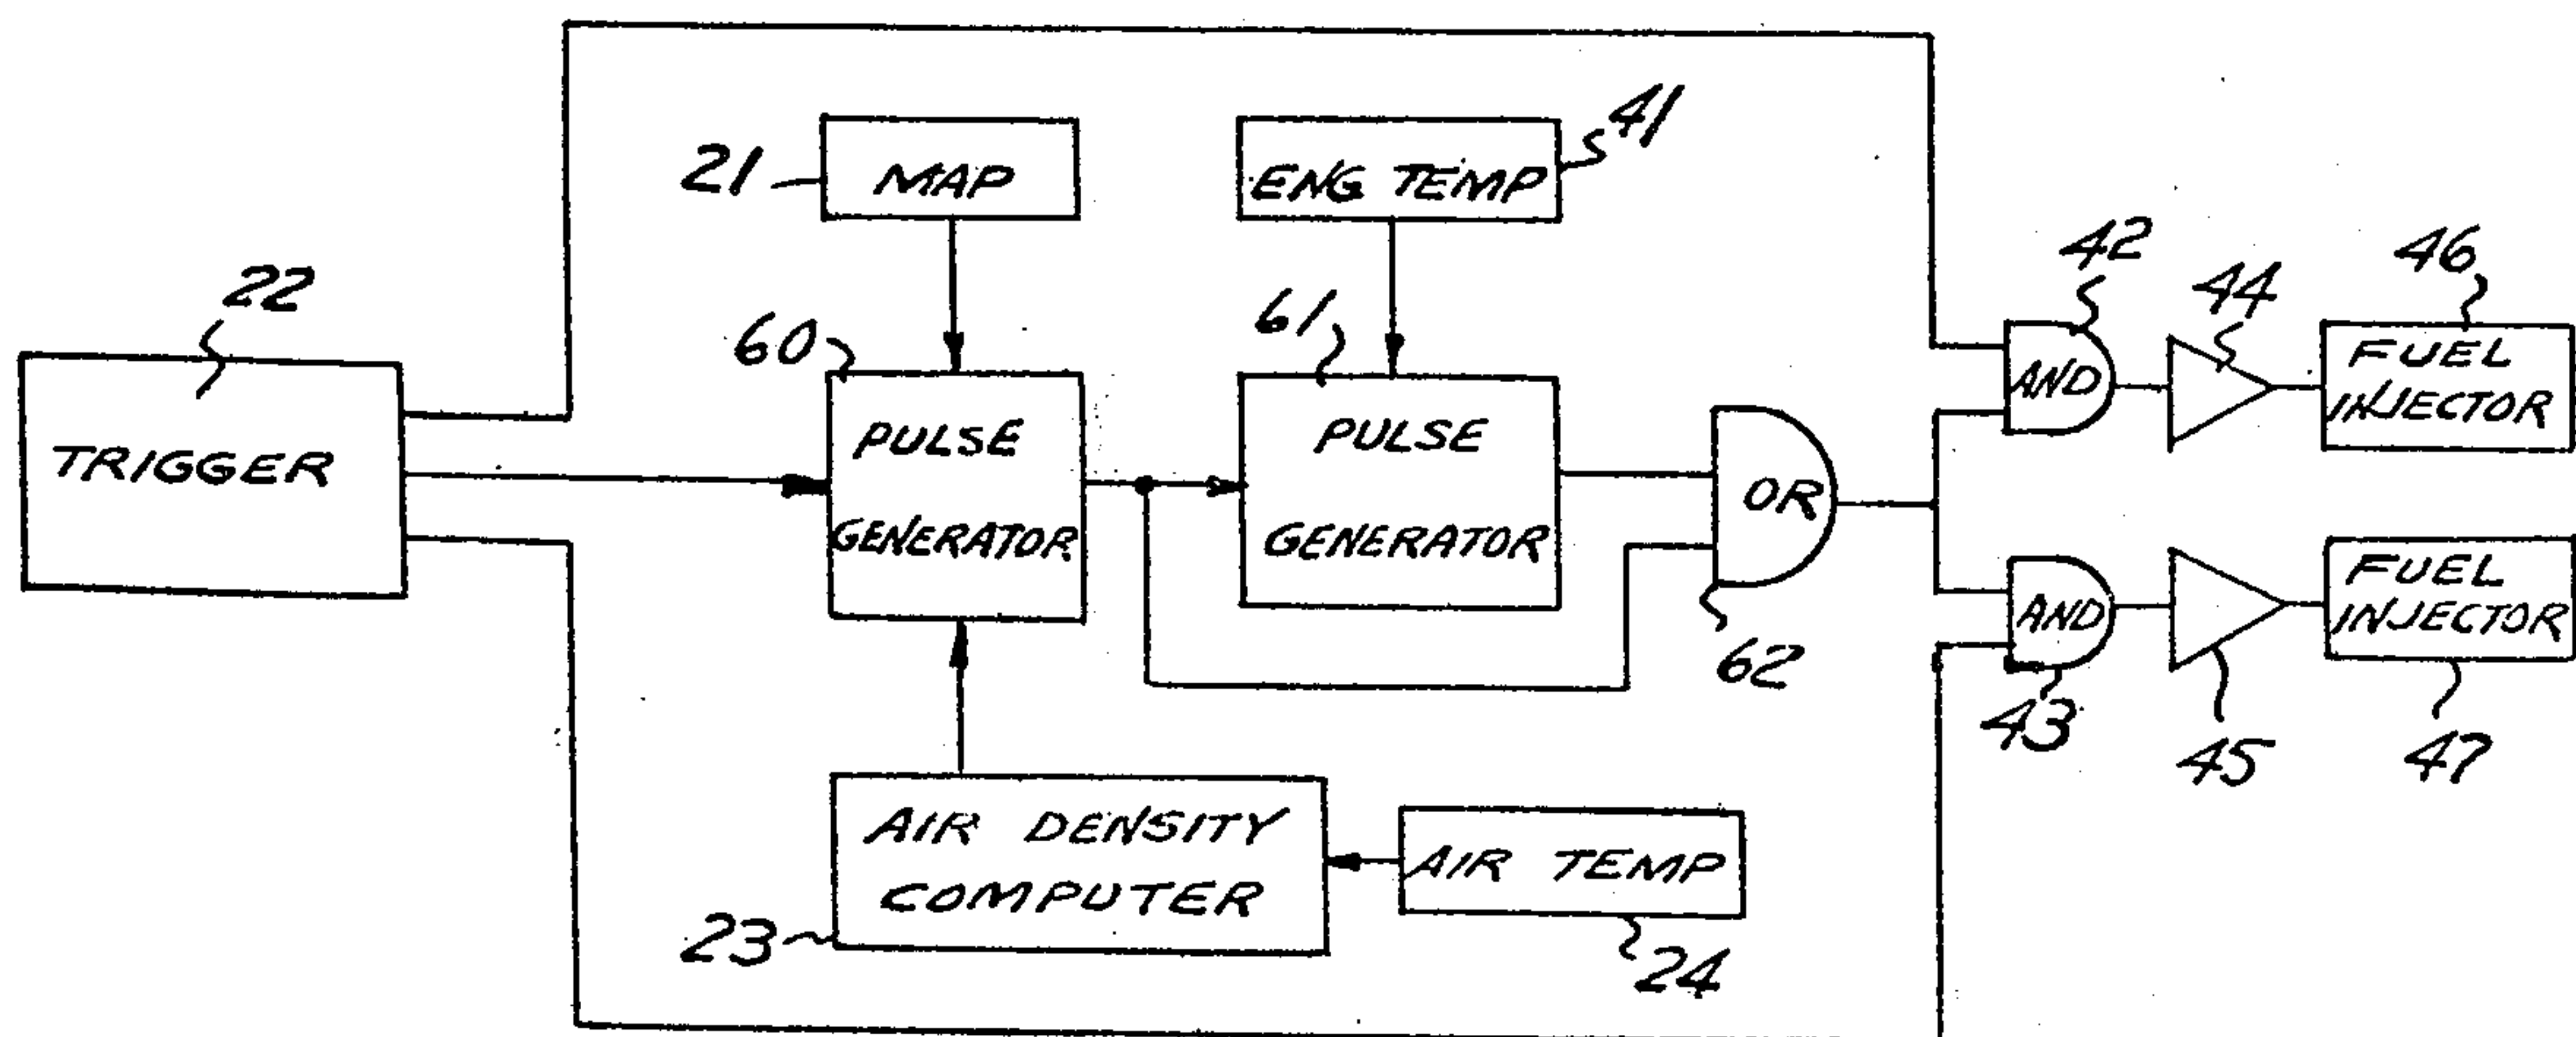 22
TRIGGER
21
MAP
ENG TEMP
41
60
PULSE
GENERATOR
61
PULSE
GENERATOR
OR
62
42
AND
44
46
FUEL
INJECTOR
AND
43
45
FUEL
INJECTOR
47
AIR DENSITY
COMPUTER
23
AIR TEMP
24